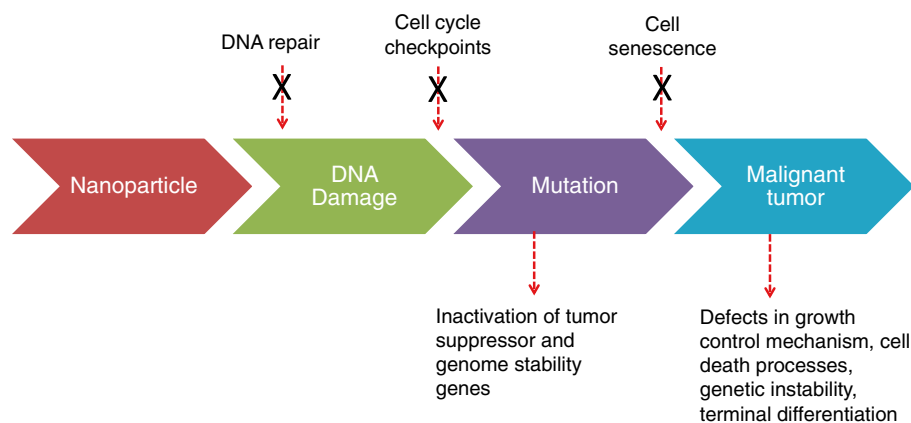 DNA repair
Cell cycle
checkpoints
Cell
senescence
X
X
X
Nanoparticle
DNA
Damage
Mutation
Malignant
tumor
Inactivation of tumor
suppressor and
genome stability
genes
Defects in growth
control mechanism, cell
death processes,
genetic instability,
terminal differentiation